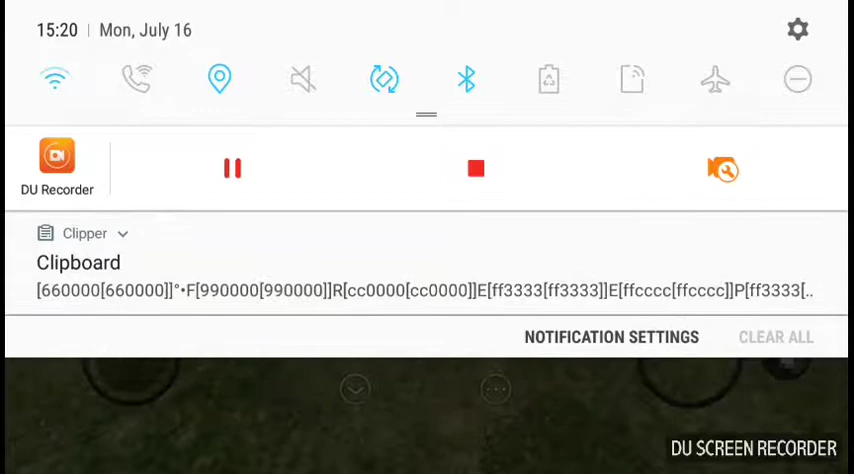 15:20 | Mon, July 16
DU Recorder
Clipper
Clipboard
[660000[660000]]°•F[990000[990000]]R[cc0000[cc0000]]E[ff3333[ff3333]]E[ffcccc[ffcccc]]P[ff3333[..
NOTIFICATION SETTINGS CLEAR ALL
DU SCREEN RECORDER